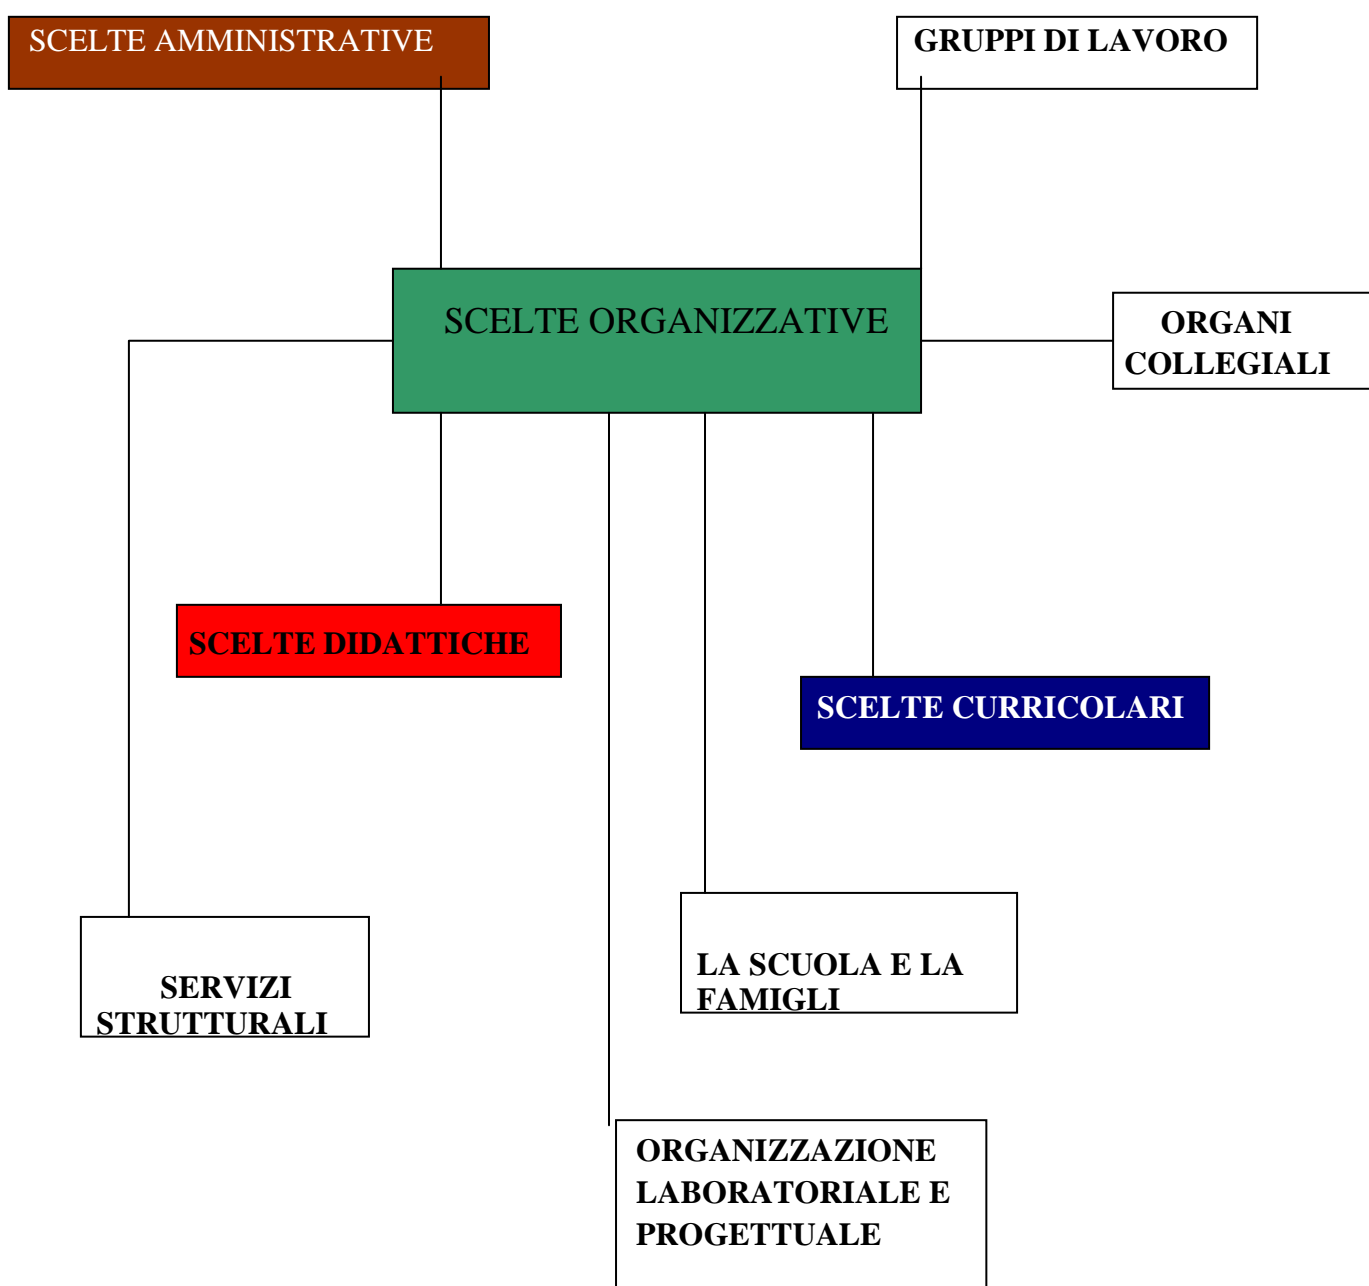 SCELTE AMMINISTRATIVE
GRUPPI DI LAVORO
SCELTE ORGANIZZATIVE
ORGANI
COLLEGIALI
SCELTE DIDATTICHE
SCELTE CURRICOLARI
SERVIZI
STRUTTURALI
LA SCUOLA E LA
FAMIGLI
ORGANIZZAZIONE
LABORATORIALE E
PROGETTUALE